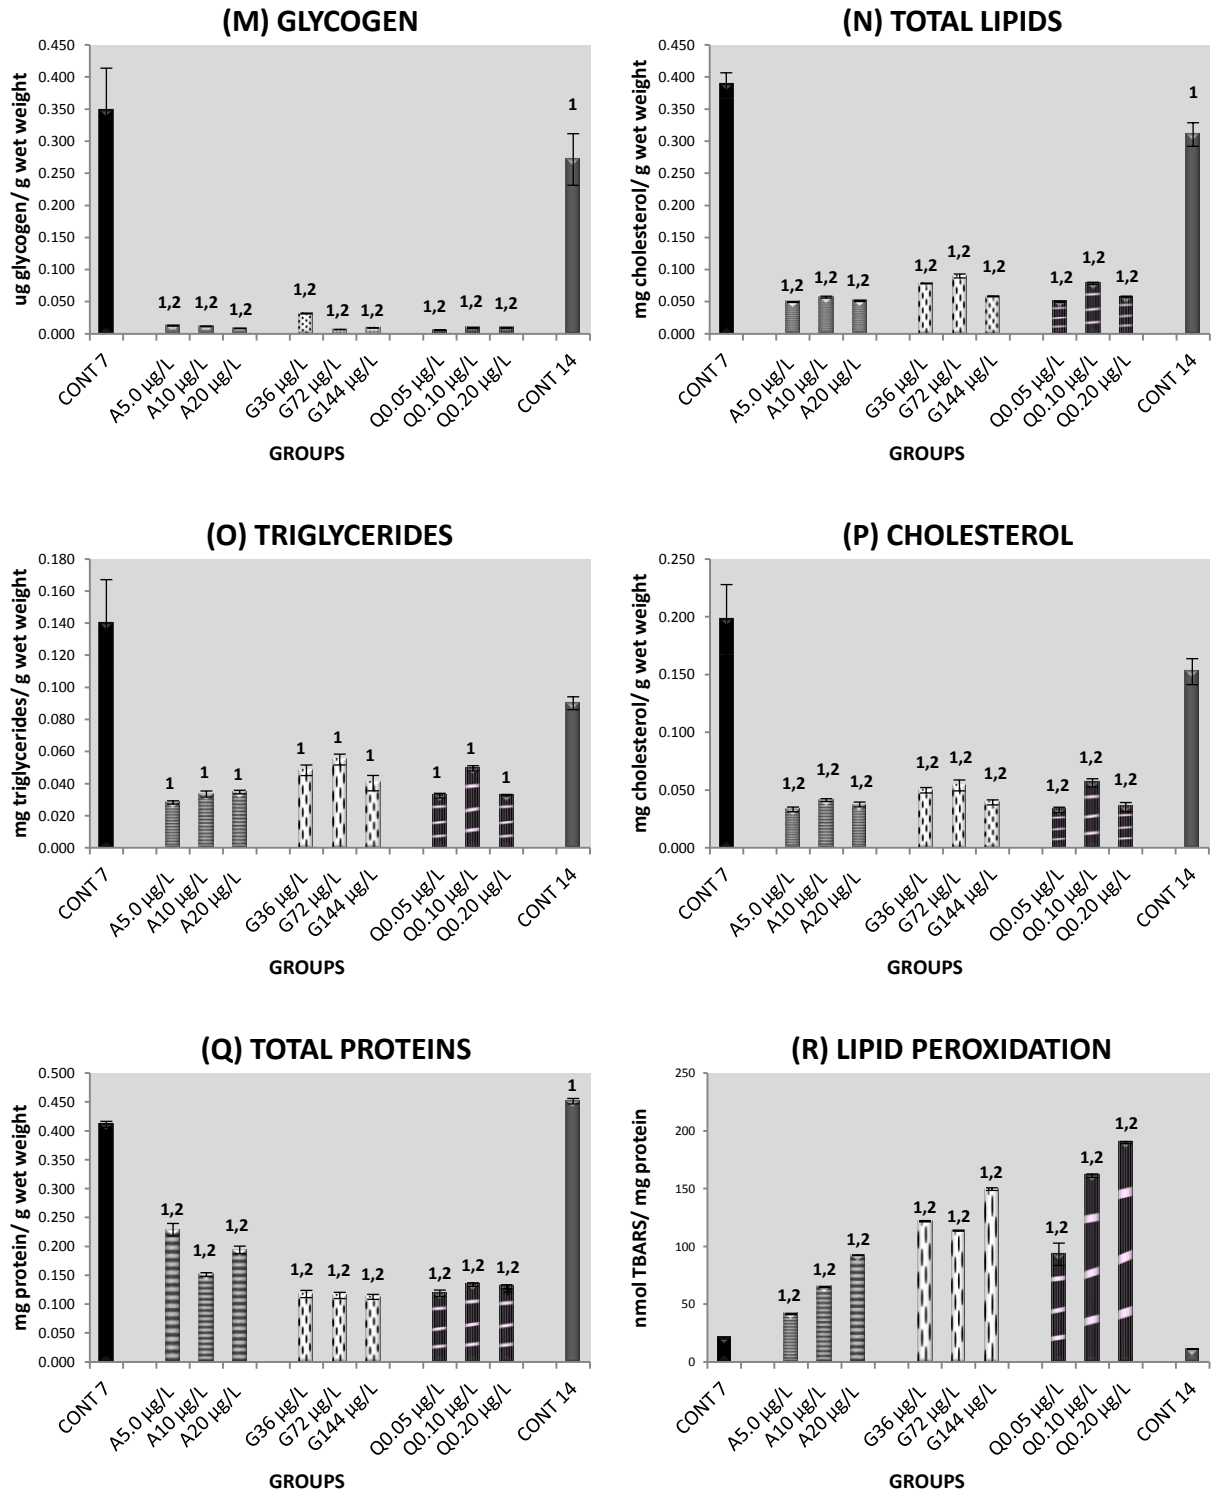 (M) GLYCOGEN
ug glycogen/ g wet weight
0.450
0.400
0.350
0.300
0.250
0.200
0.150
0.100
0.050
0.000
1,2 1,2 1,2 1,2 1,2 1,2 1,2 1,2 1,2 1
CONT 7 A5.0 µg/L A10 µg/L A20 µg/L G36 µg/L G72 µg/L G144 µg/L Q0.05 µg/L Q0.10 µg/L Q0.20 µg/L CONT 14
GROUPS
(N) TOTAL LIPIDS
mg cholesterol/ g wet weight
0.450
0.400
0.350
0.300
0.250
0.200
0.150
0.100
0.050
0.000
1,2 1,2 1,2 1,2 1,2 1,2 1,2 1,2 1,2 1
CONT 7 A5.0 µg/L A10 µg/L A20 µg/L G36 µg/L G72 µg/L G144 µg/L Q0.05 µg/L Q0.10 µg/L Q0.20 µg/L CONT 14
GROUPS
(O) TRIGLYCERIDES
mg triglycerides/ g wet weight
0.180
0.160
0.140
0.120
0.100
0.080
0.060
0.040
0.020
0.000
1 1 1 1 1 1 1 1 1
CONT 7 A5.0 µg/L A10 µg/L A20 µg/L G36 µg/L G72 µg/L G144 µg/L Q0.05 µg/L Q0.10 µg/L Q0.20 µg/L CONT 14
GROUPS
(P) CHOLESTEROL
mg cholesterol/ g wet weight
0.250
0.200
0.150
0.100
0.050
0.000
1,2 1,2 1,2 1,2 1,2 1,2 1,2 1,2 1,2
CONT 7 A5.0 µg/L A10 µg/L A20 µg/L G36 µg/L G72 µg/L G144 µg/L Q0.05 µg/L Q0.10 µg/L Q0.20 µg/L CONT 14
GROUPS
(Q) TOTAL PROTEINS
mg protein/ g wet weight
0.500
0.450
0.400
0.350
0.300
0.250
0.200
0.150
0.100
0.050
0.000
1,2 1,2 1,2 1,2 1,2 1,2 1,2 1,2 1,2 1
CONT 7 A5.0 µg/L A10 µg/L A20 µg/L G36 µg/L G72 µg/L G144 µg/L Q0.05 µg/L Q0.10 µg/L Q0.20 µg/L CONT 14
GROUPS
(R) LIPID PEROXIDATION
nmol TBARS/ mg protein
250
200
150
100
50
0
1,2 1,2 1,2 1,2 1,2 1,2 1,2 1,2 1,2
CONT 7 A5.0 µg/L A10 µg/L A20 µg/L G36 µg/L G72 µg/L G144 µg/L Q0.05 µg/L Q0.10 µg/L Q0.20 µg/L CONT 14
GROUPS